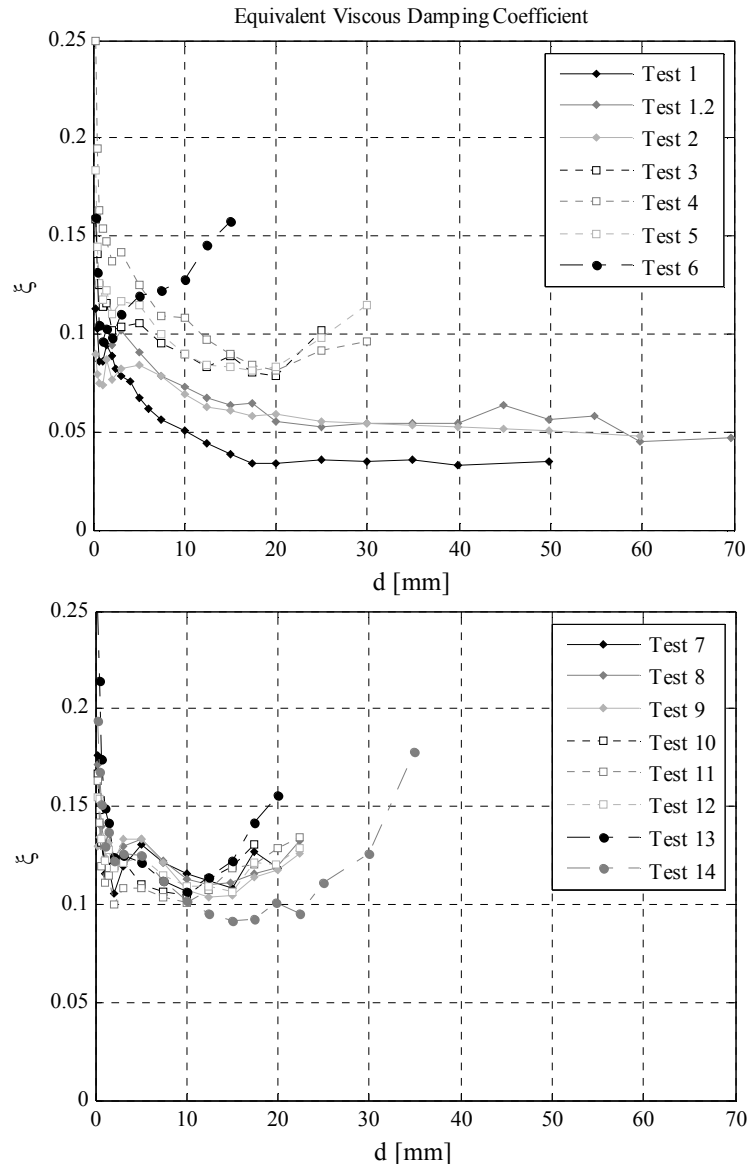 Equivalent Viscous Damping Coefficient
0.25
0.2
0.15
0.1
0.05
0
ξ
0 10 20 30 40 50 60 70
d [mm]
Test 1
Test 1.2
Test 2
Test 3
Test 4
Test 5
Test 6
0.25
0.2
0.15
0.1
0.05
0
ξ
0 10 20 30 40 50 60 70
d [mm]
Test 7
Test 8
Test 9
Test 10
Test 11
Test 12
Test 13
Test 14